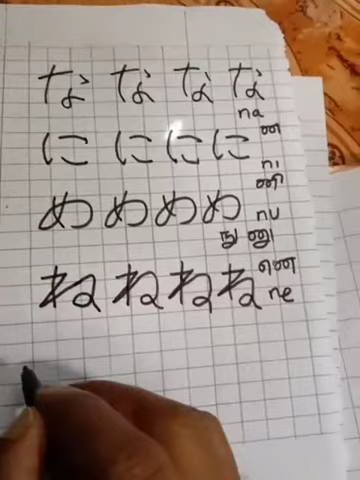 な な な な
na
ண
に に に に
ni
ணி
め め め め nu
நு ணு
ணெ
ね ね ね ね ne